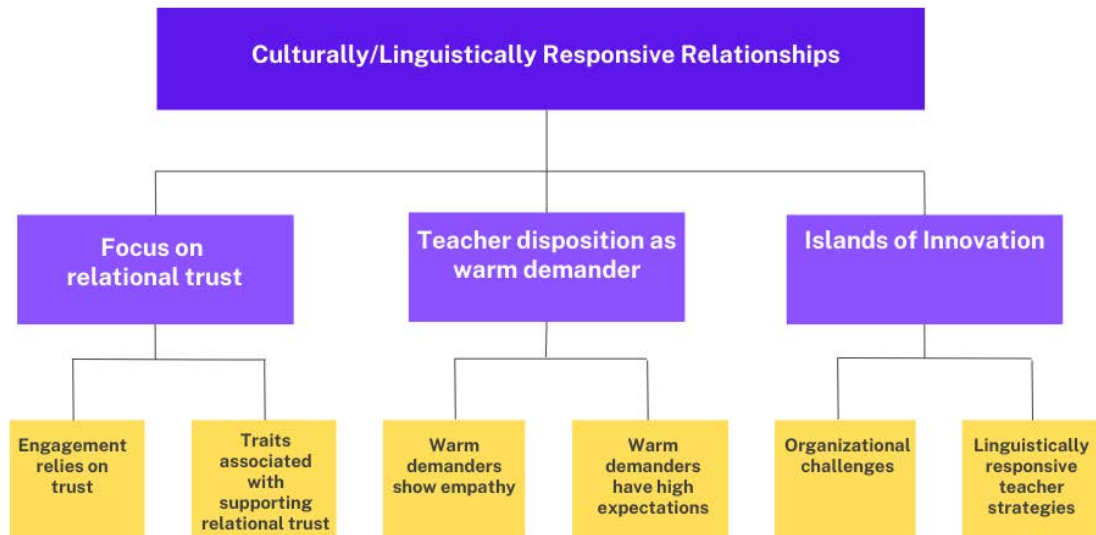 Culturally/Linguistically Responsive Relationships
Focus on
relational trust
Teacher disposition as
warm demander
Islands of Innovation
Engagement
relies on
trust
Traits
associated
with
supporting
relational trust
Warm
demanders
show empathy
Warm
demanders
have high
expectations
Organizational
challenges
Linguistically
responsive
teacher
strategies